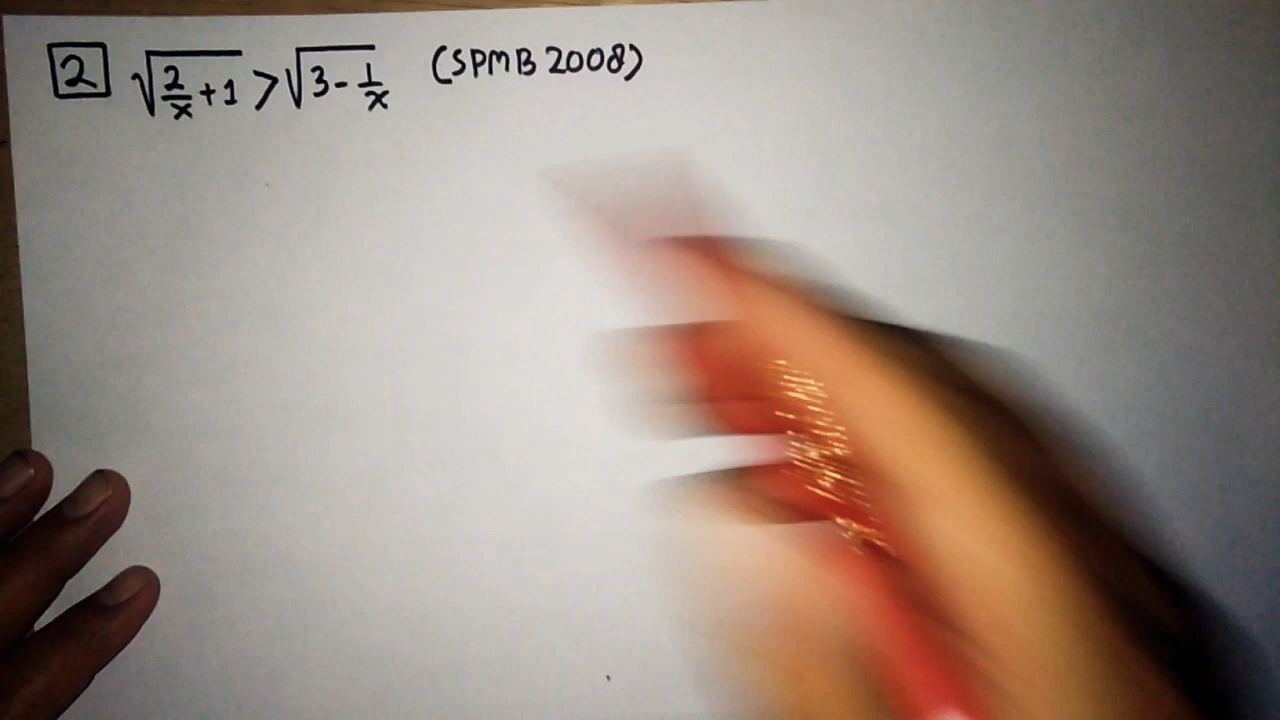 2 √(2/x + 1) > √(3 - 1/x) (SPMB 2008)